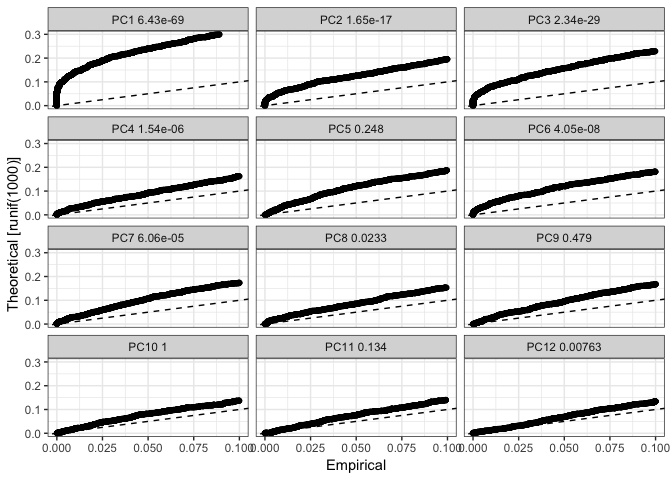 PC1 6.43e-69
PC2 1.65e-17
PC3 2.34e-29
0.3
0.2
0.1
0.0
PC4 1.54e-06
PC5 0.248
PC6 4.05e-08
0.3
0.2
0.1
0.0
PC7 6.06e-05
PC8 0.0233
PC9 0.479
0.3
0.2
0.1
0.0
PC10 1
PC11 0.134
PC12 0.00763
0.3
0.2
0.1
0.0
0.000 0.025 0.050 0.075 0.100
0.000 0.025 0.050 0.075 0.100
0.000 0.025 0.050 0.075 0.100
Empirical
Theoretical [runif(1000)]